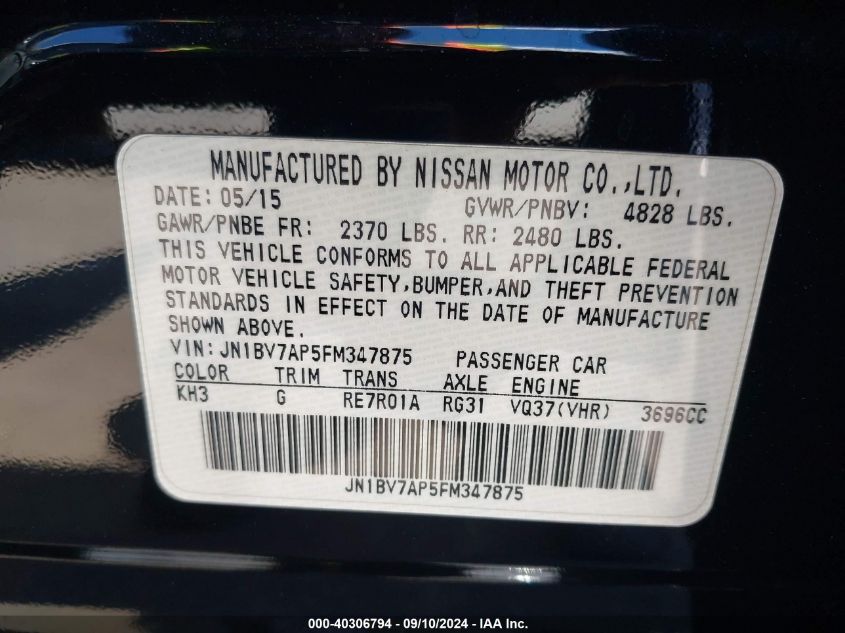 MANUFACTURED BY NISSAN MOTOR CO.,LTD.
DATE: 05/15 GVWR/PNBV: 4828 LBS.
GAWR/PNBE FR: 2370 LBS. RR: 2480 LBS.
THIS VEHICLE CONFORMS TO ALL APPLICABLE FEDERAL
MOTOR VEHICLE SAFETY,BUMPER,AND THEFT PREVENTION
STANDARDS IN EFFECT ON THE DATE OF MANUFACTURE
SHOWN ABOVE.
VIN: JN1BV7AP5FM347875 PASSENGER CAR
COLOR TRIM TRANS AXLE ENGINE
KH3 G RE7R01A RG31 VQ37(VHR) 3696CC
JN1BV7AP5FM347875
000-40306794 - 09/10/2024 - IAA Inc.